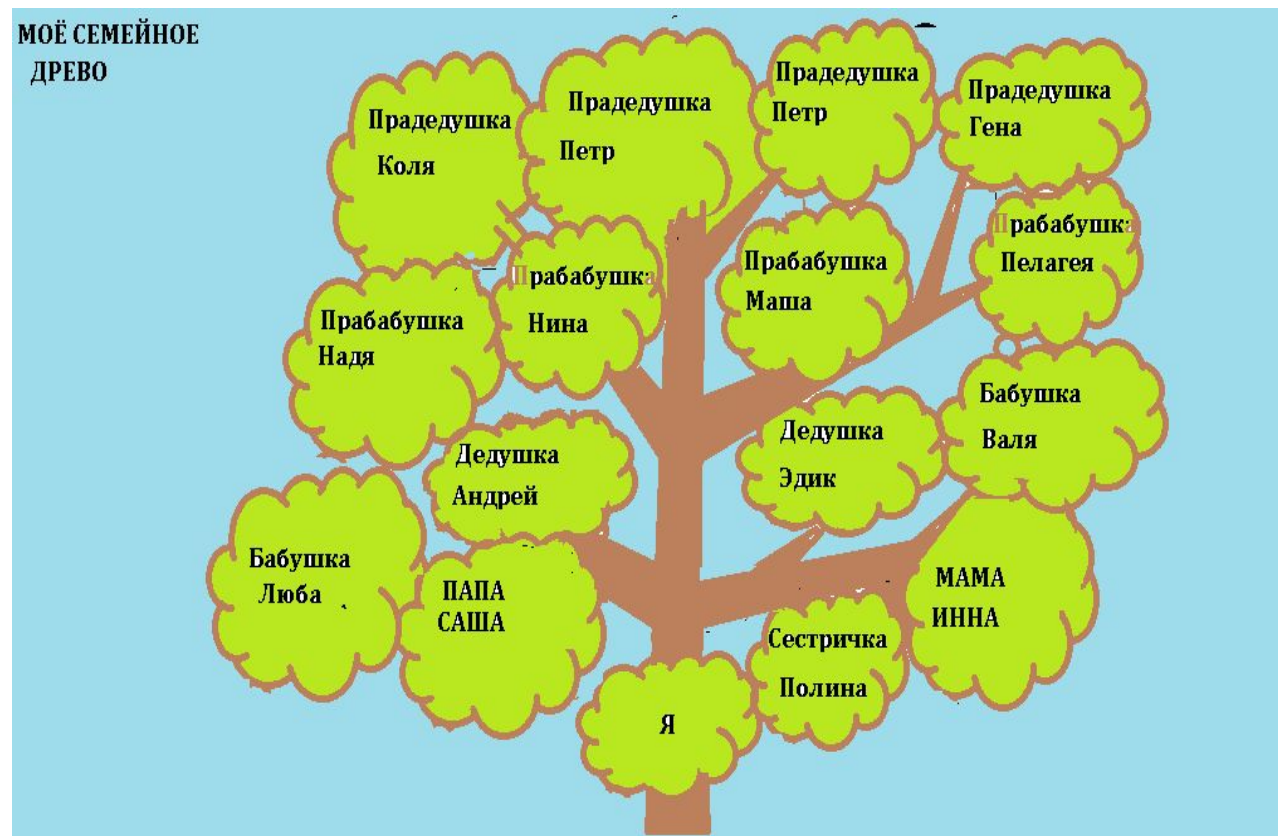 МОЁ СЕМЕЙНОЕ
ДРЕВО
Прадедушка
Коля
Прадедушка
Петр
Прадедушка
Петр
Прадедушка
Гена
Прабабушка
Надя
Прабабушка
Нина
Прабабушка
Маша
Прабабушка
Пелагея
Бабушка
Люба
Дедушка
Андрей
Дедушка
Эдик
Бабушка
Валя
ПАПА
САША
МАМА
ИННА
Я
Сестричка
Полина